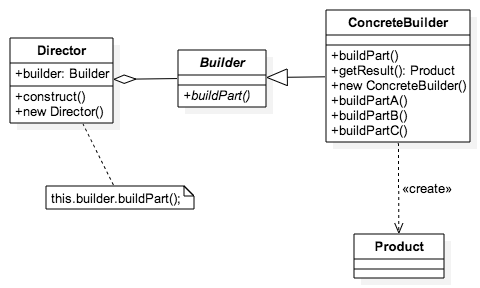 Director
+builder: Builder
+construct()
+new Director()
this.builder.buildPart();
Builder
+buildPart()
ConcreteBuilder
+buildPart()
+getResult(): Product
+new ConcreteBuilder()
+buildPartA()
+buildPartB()
+buildPartC()
«create»
Product